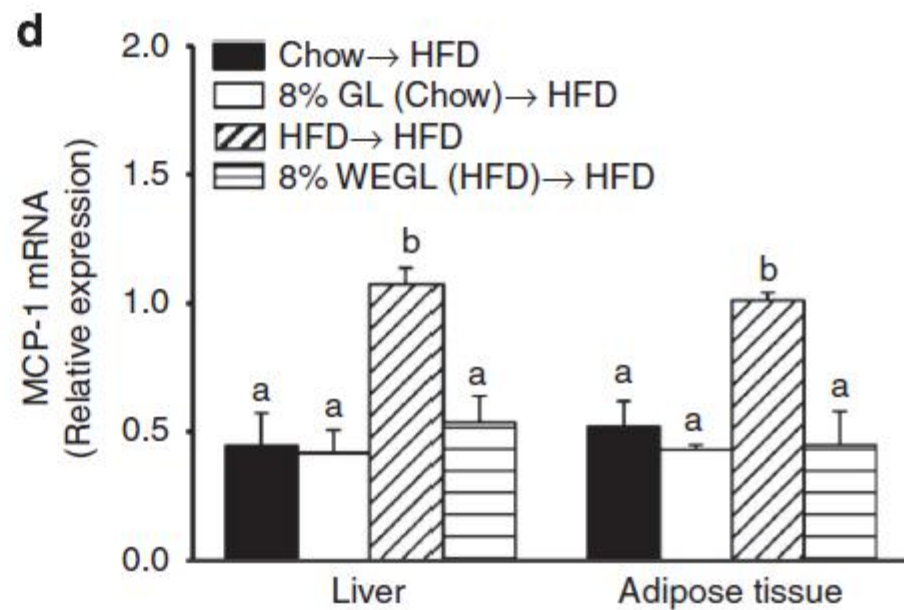 d
2.0
1.5
1.0
0.5
0.0
MCP-1 mRNA
(Relative expression)
Chow→ HFD
8% GL (Chow)→ HFD
HFD→ HFD
8% WEGL (HFD)→ HFD
a
a
b
a
a
a
b
a
Liver
Adipose tissue